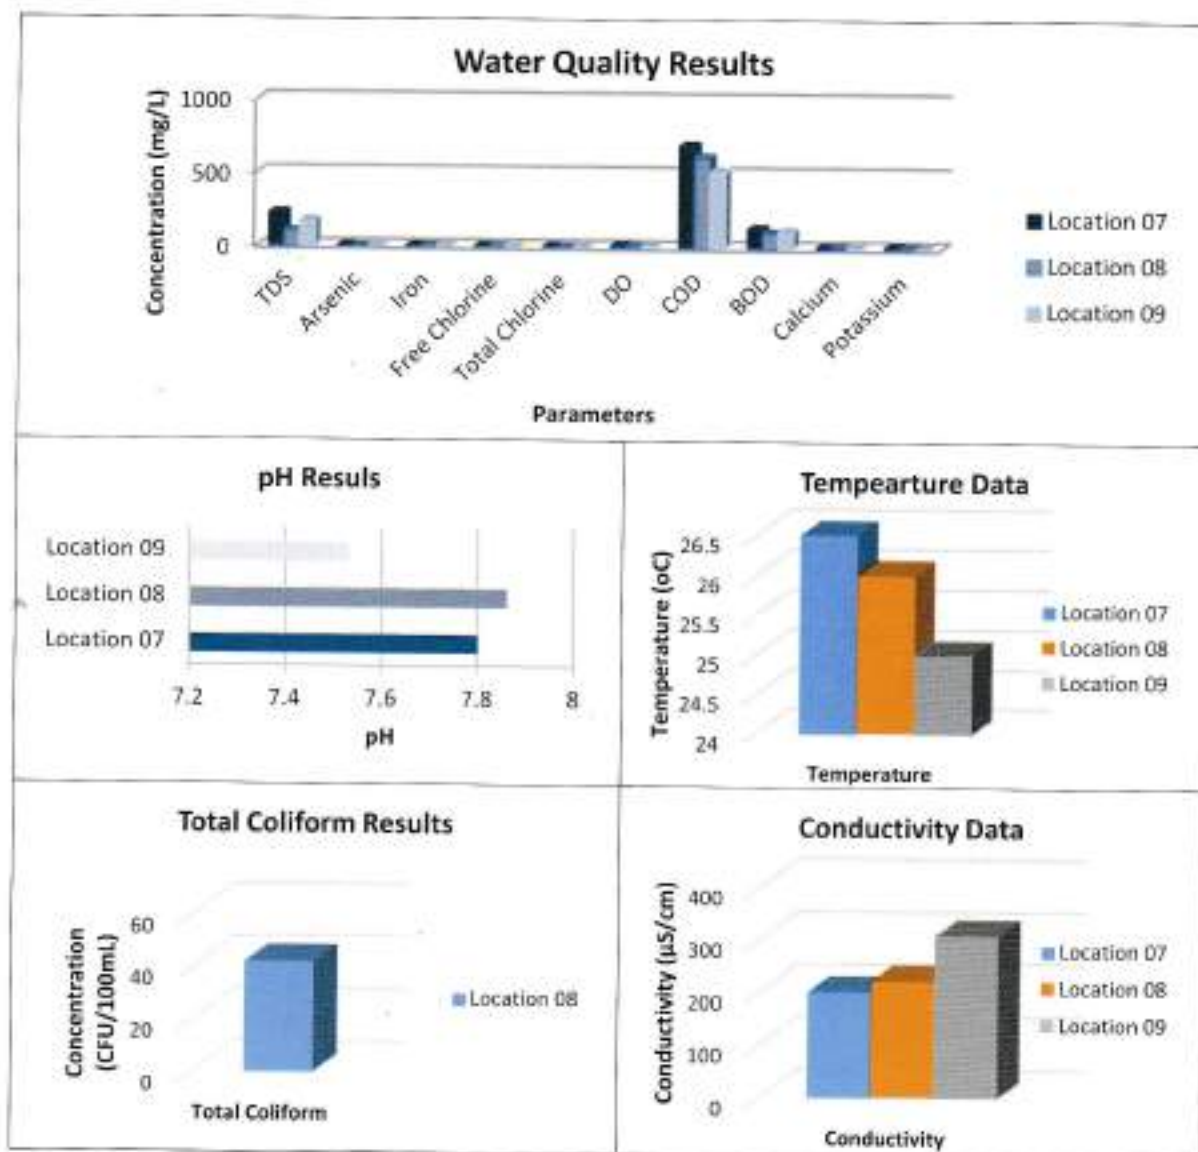 Water Quality Results
Concentration (mg/L)
1000
500
0
TDS
Arsenic
Iron
Free Chlorine
Total Chlorine
DO
COD
BOD
Calcium
Potassium
Parameters
Location 07
Location 08
Location 09
pH Resuls
Location 09
Location 08
Location 07
7.2 7.4 7.6 7.8 8
pH
Tempearture Data
Temperature (oC)
26.5
26
25.5
25
24.5
24
Temperature
Location 07
Location 08
Location 09
Total Coliform Results
Concentration
(CFU/100mL)
60
40
20
0
Total Coliform
Location 08
Conductivity Data
Conductivity (µS/cm)
400
300
200
100
0
Conductivity
Location 07
Location 08
Location 09